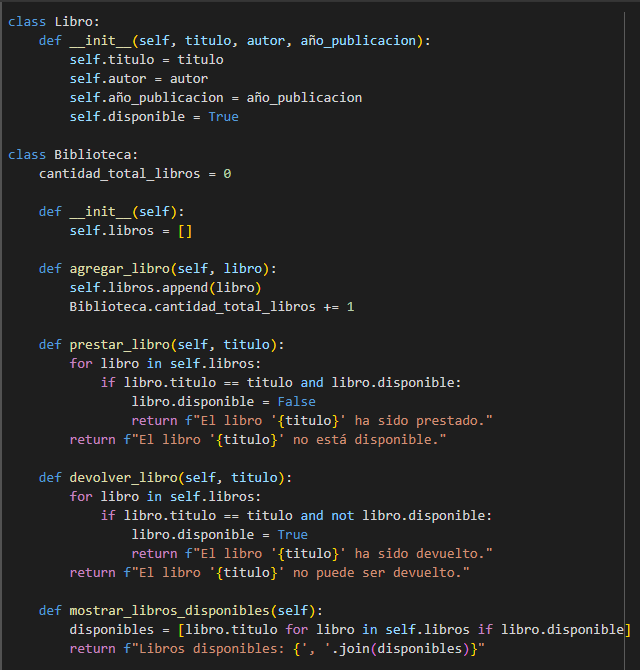 class Libro:
    def __init__(self, titulo, autor, año_publicacion):
        self.titulo = titulo
        self.autor = autor
        self.año_publicacion = año_publicacion
        self.disponible = True

class Biblioteca:
    cantidad_total_libros = 0

    def __init__(self):
        self.libros = []

    def agregar_libro(self, libro):
        self.libros.append(libro)
        Biblioteca.cantidad_total_libros += 1

    def prestar_libro(self, titulo):
        for libro in self.libros:
            if libro.titulo == titulo and libro.disponible:
                libro.disponible = False
                return f"El libro '{titulo}' ha sido prestado."
        return f"El libro '{titulo}' no está disponible."

    def devolver_libro(self, titulo):
        for libro in self.libros:
            if libro.titulo == titulo and not libro.disponible:
                libro.disponible = True
                return f"El libro '{titulo}' ha sido devuelto."
        return f"El libro '{titulo}' no puede ser devuelto."

    def mostrar_libros_disponibles(self):
        disponibles = [libro.titulo for libro in self.libros if libro.disponible]
        return f"Libros disponibles: {', '.join(disponibles)}"